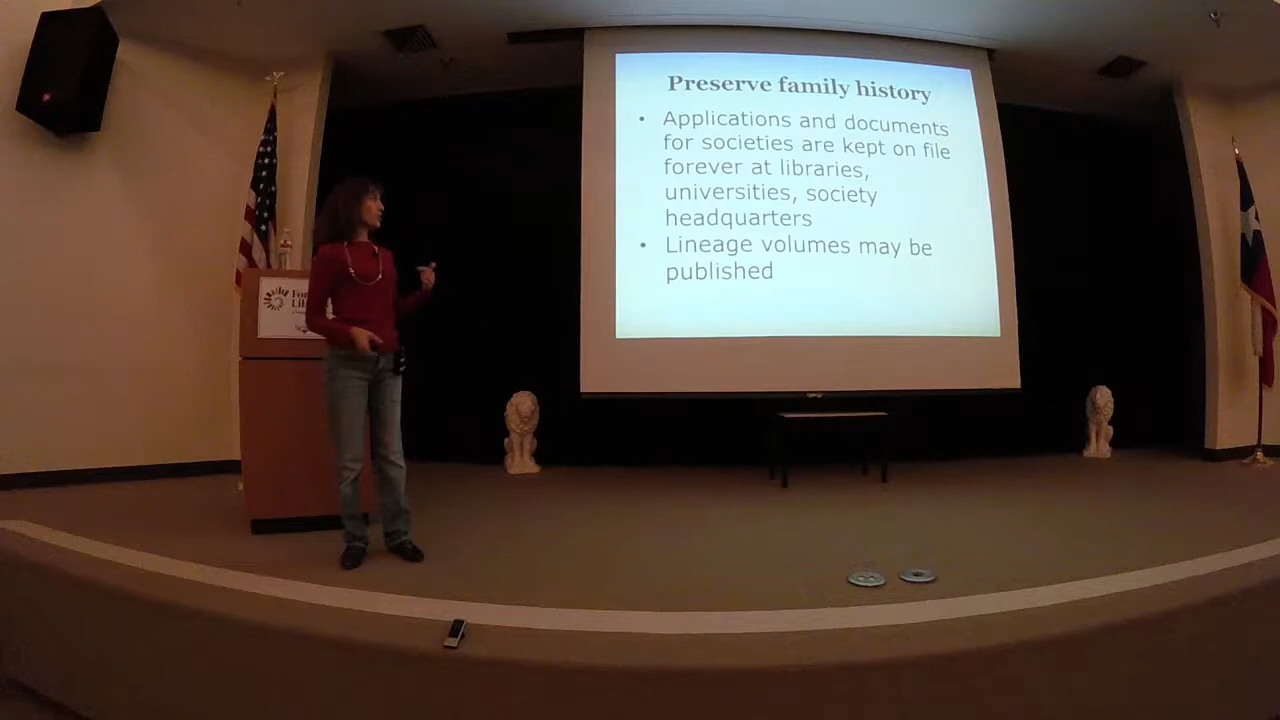 Preserve family history
• Applications and documents
for societies are kept on file
forever at libraries,
universities, society
headquarters
• Lineage volumes may be
published